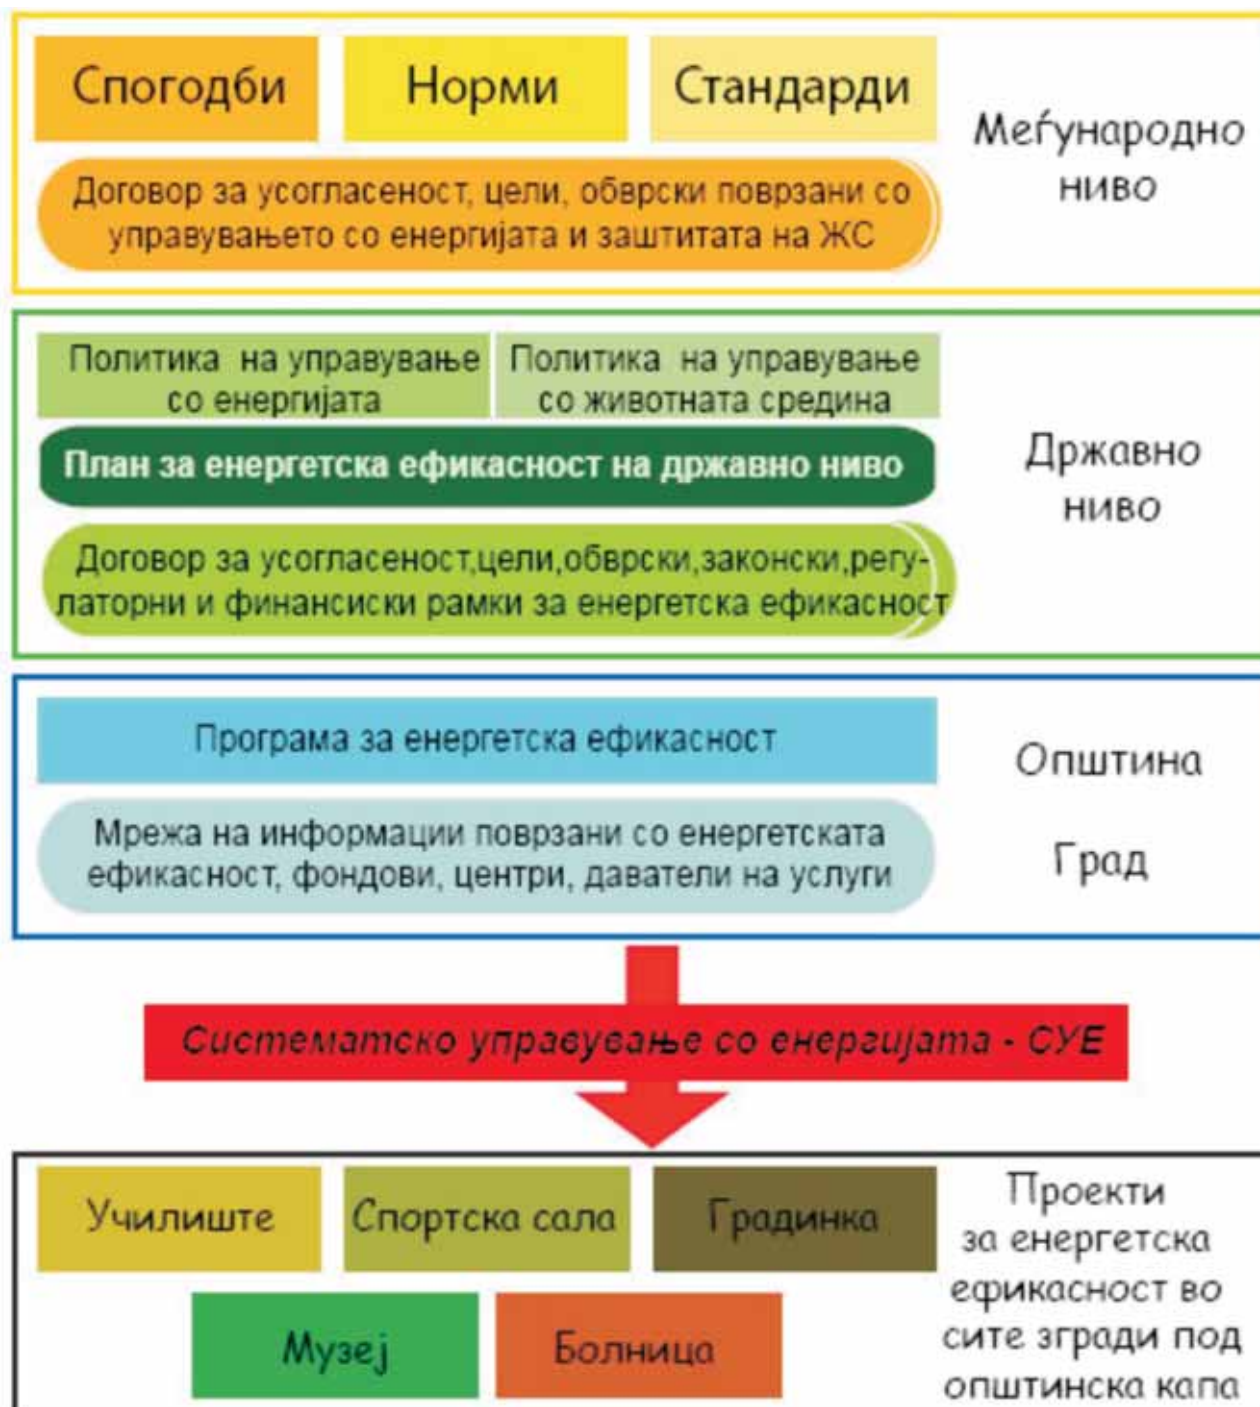 Спогодби
Норми
Стандарди
Меѓународно
ниво
Договор за усогласеност, цели, обврски поврзани со
управувањето со енергијата и заштитата на ЖС
Политика на управување
со енергијата
Политика на управување
со животната средина
План за енергетска ефикасност на државно ниво
Државно
ниво
Договор за усогласеност,цели,обврски,законски,регу-
латорни и финансиски рамки за енергетска ефикасност
Програма за енергетска ефикасност
Општина
Мрежа на информации поврзани со енергетската
ефикасност, фондови, центри, даватели на услуги
Град
Систематско управување со енергијата - СУЕ
Училиште
Спортска сала
Градинка
Музеј
Болница
Проекти
за енергетска
ефикасност во
сите згради под
општинска капа